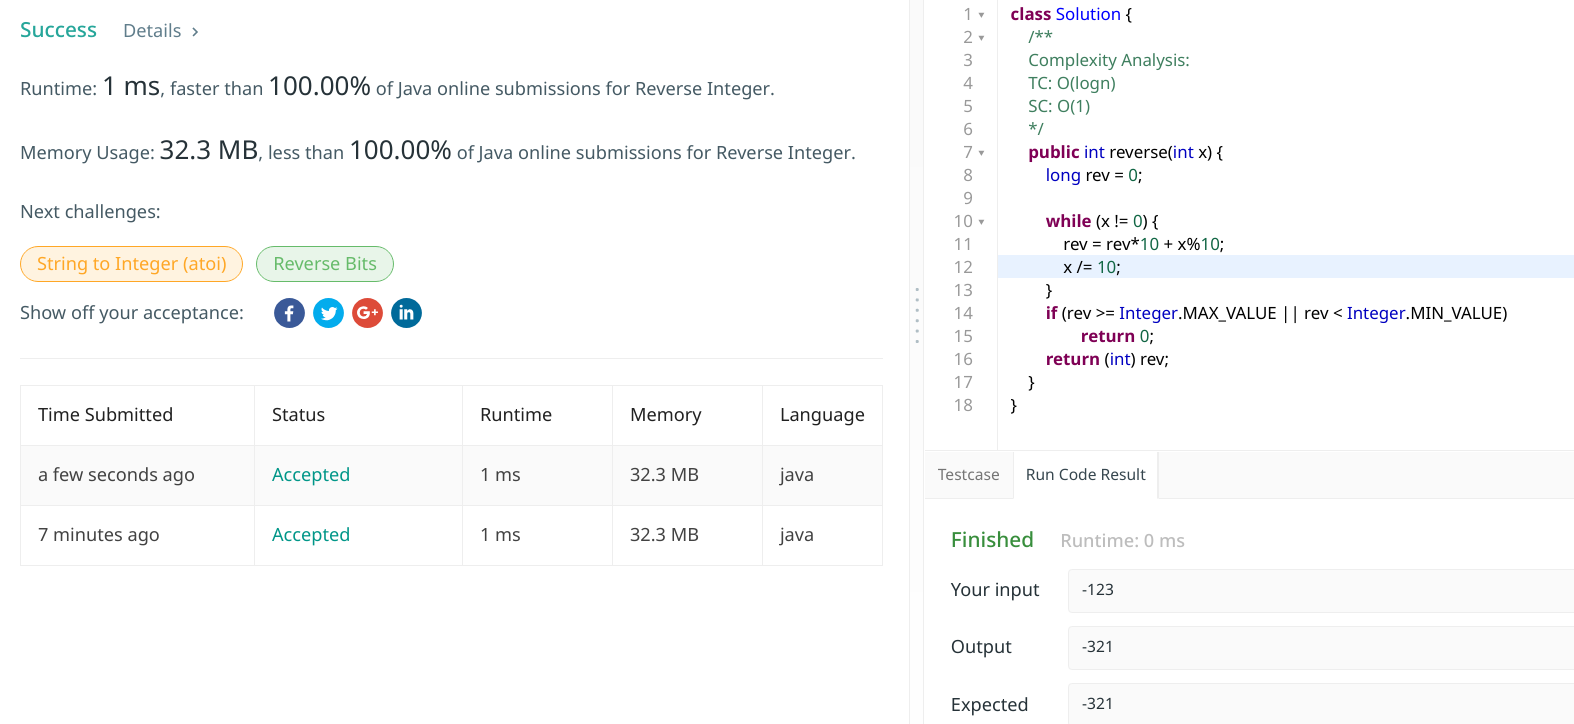 Success Details >
Runtime: 1 ms, faster than 100.00% of Java online submissions for Reverse Integer.
Memory Usage: 32.3 MB, less than 100.00% of Java online submissions for Reverse Integer.
Next challenges:
String to Integer (atoi) Reverse Bits
Show off your acceptance: f G+ in
Time Submitted Status Runtime Memory Language
a few seconds ago Accepted 1 ms 32.3 MB java
7 minutes ago Accepted 1 ms 32.3 MB java
1 class Solution {
2 /**
3 Complexity Analysis:
4 TC: O(logn)
5 SC: O(1)
6 */
7 public int reverse(int x) {
8 long rev = 0;
9
10 while (x != 0) {
11 rev = rev*10 + x%10;
12 x /= 10;
13 }
14 if (rev >= Integer.MAX_VALUE || rev < Integer.MIN_VALUE)
15 return 0;
16 return (int) rev;
17 }
18 }
Testcase Run Code Result
Finished Runtime: 0 ms
Your input -123
Output -321
Expected -321